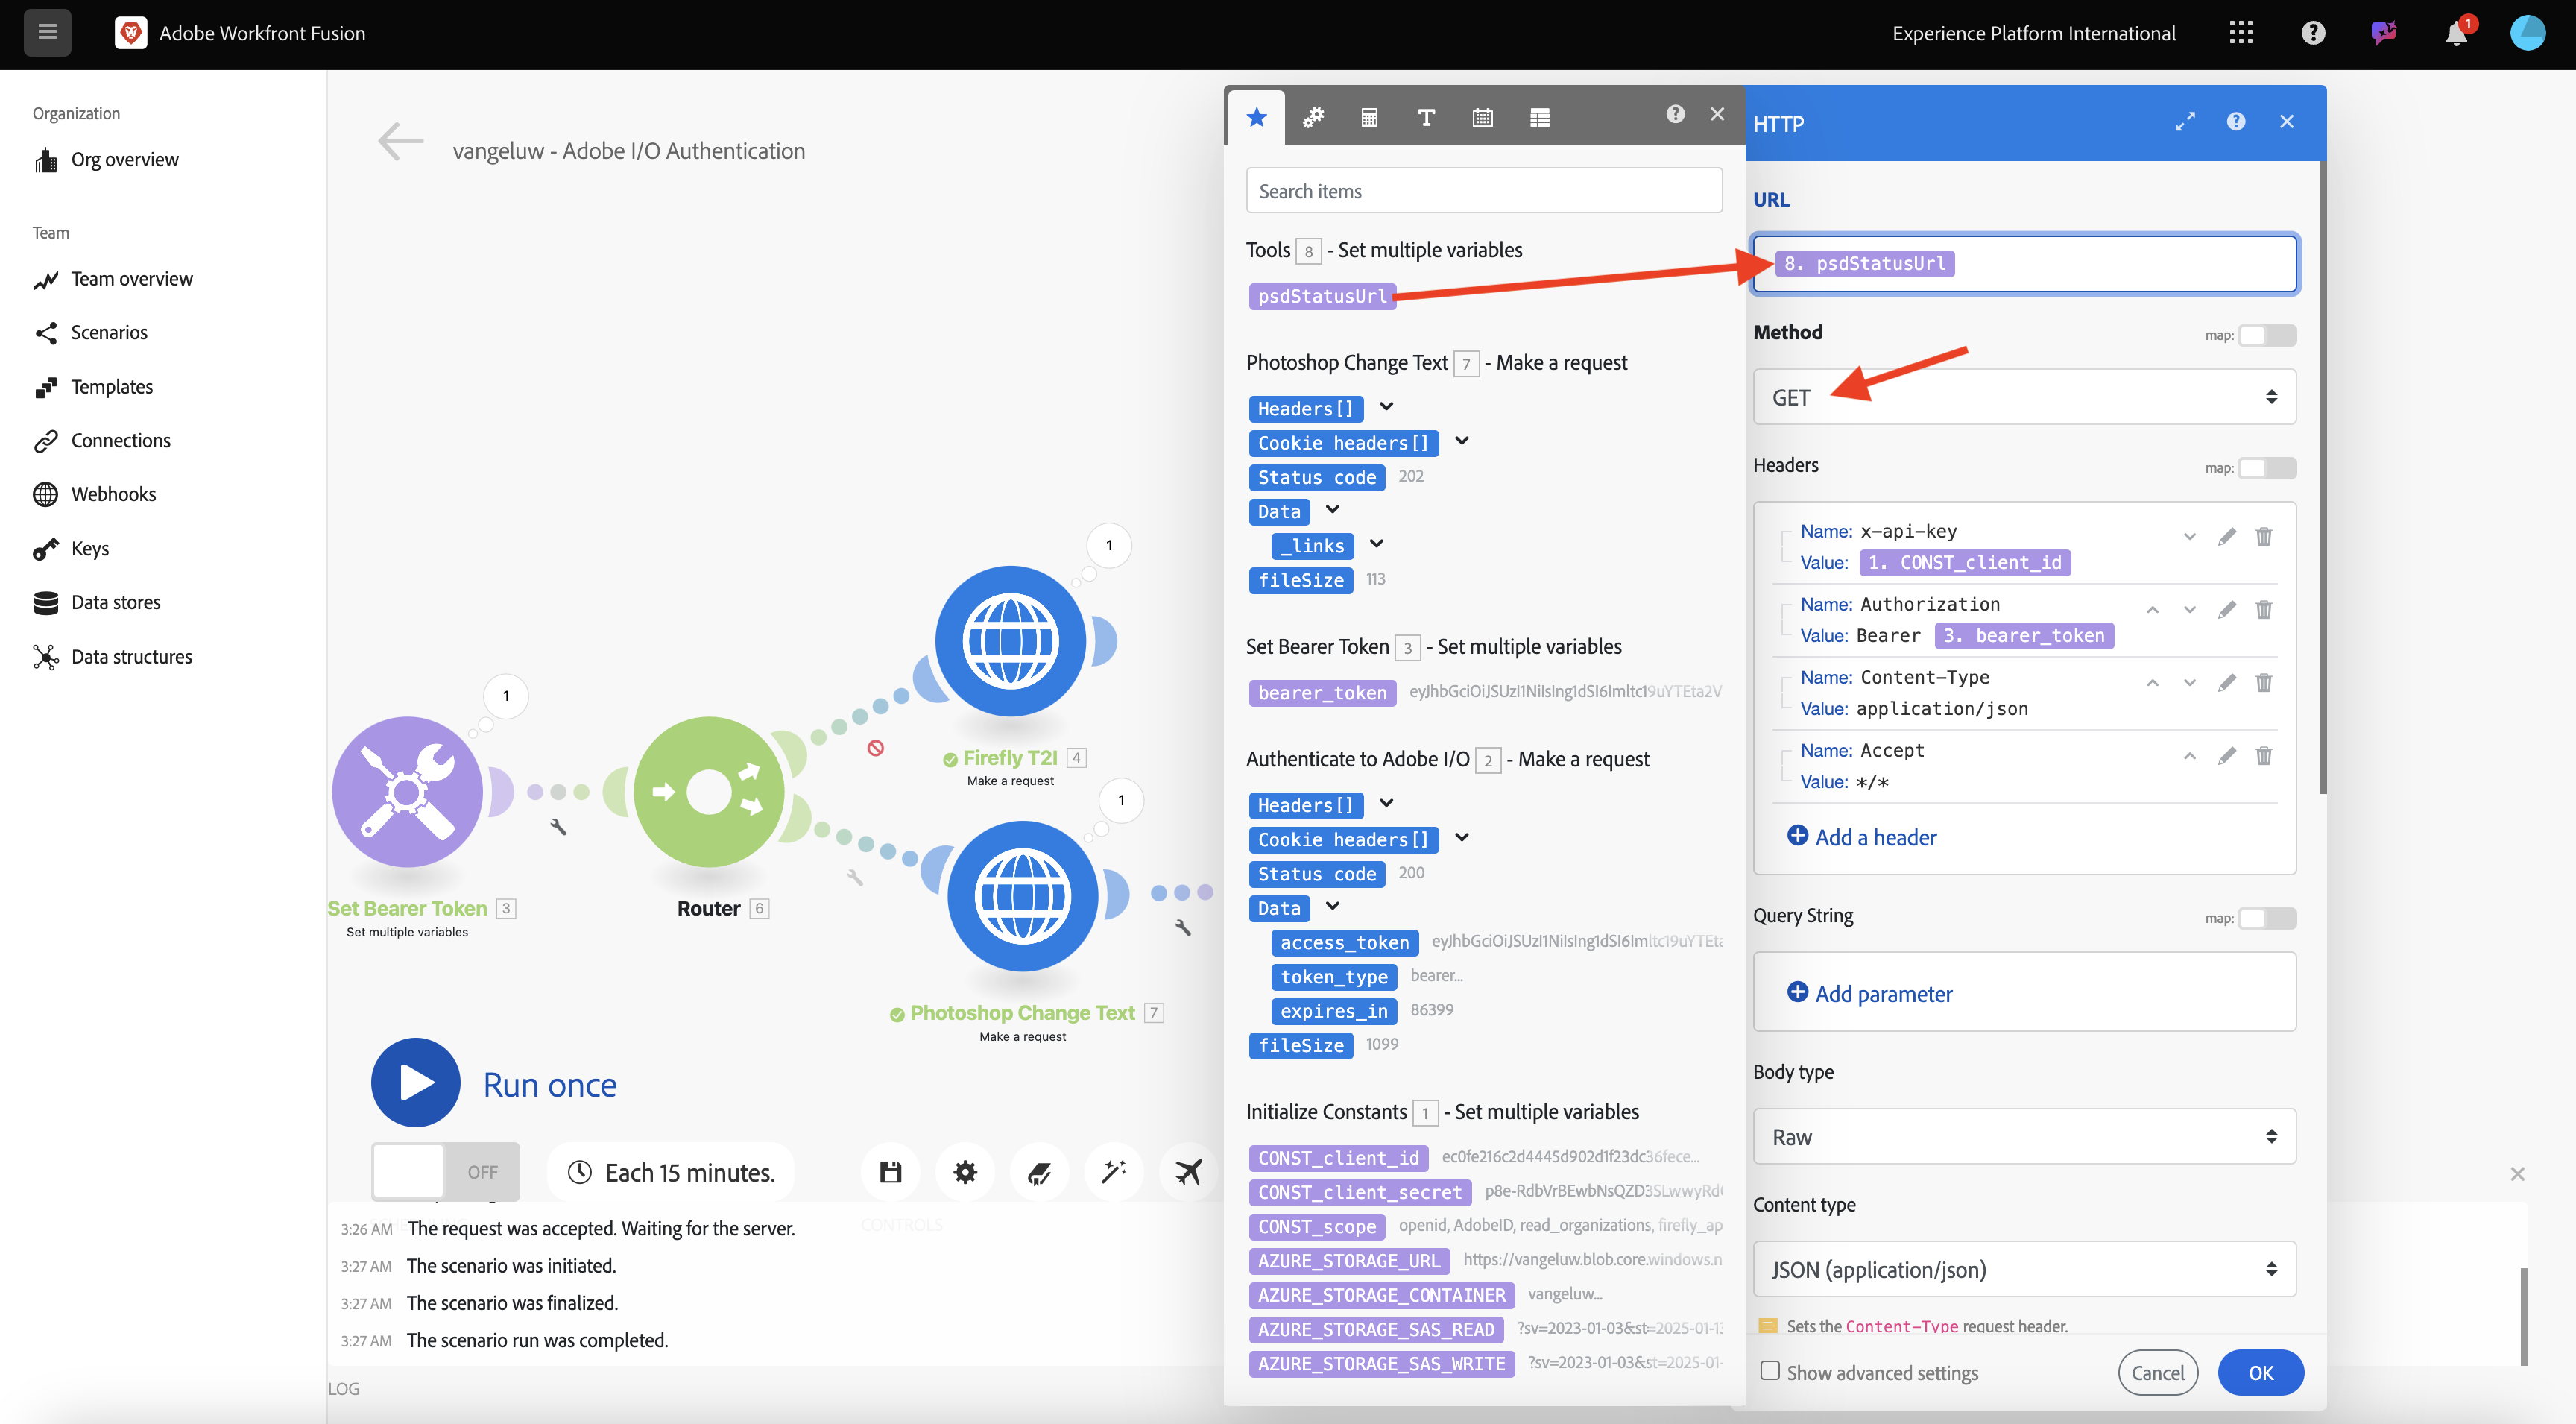 Adobe Workfront Fusion
Experience Platform International
1
Organization
Org overview
Team
Team overview
Scenarios
Templates
Connections
Webhooks
Keys
Data stores
Data structures
vangeluw - Adobe I/O Authentication
1
Set Bearer Token 3
Set multiple variables
Router 6
1
Firefly T2I 4
Make a request
1
Photoshop Change Text 7
Make a request
Run once
OFF
Each 15 minutes.
CONTROLS
3:26 AM The request was accepted. Waiting for the server.
3:27 AM The scenario was initiated.
3:27 AM The scenario was finalized.
3:27 AM The scenario run was completed.
LOG
Search items
Tools 8 - Set multiple variables
psdStatusUrl
Photoshop Change Text 7 - Make a request
Headers[]
Cookie headers[]
Status code 202
Data
_links
fileSize 113
Set Bearer Token 3 - Set multiple variables
bearer_token
Authenticate to Adobe I/O 2 - Make a request
Headers[]
Cookie headers[]
Status code 200
Data
access_token
token_type bearer...
expires_in 86399
fileSize 1099
Initialize Constants 1 - Set multiple variables
CONST_client_id ec0fe216c2d4445d902d1f23dc36fece...
CONST_client_secret
CONST_scope openid, AdobeID, read_organizations, firefly_ap
AZURE_STORAGE_URL https://vangeluw.blob.core.windows.n
AZURE_STORAGE_CONTAINER vangeluw...
AZURE_STORAGE_SAS_READ ?sv=2023-01-03&st=2025-01-13
AZURE_STORAGE_SAS_WRITE ?sv=2023-01-03&st=2025-01-
HTTP
URL
8. psdStatusUrl
Method map:
GET
Headers map:
Name: x-api-key
Value: 1. CONST_client_id
Name: Authorization
Value: Bearer 3. bearer_token
Name: Content-Type
Value: application/json
Name: Accept
Value: */*
Add a header
Query String map:
Add parameter
Body type
Raw
Content type
JSON (application/json)
Sets the Content-Type request header.
Show advanced settings
Cancel
OK